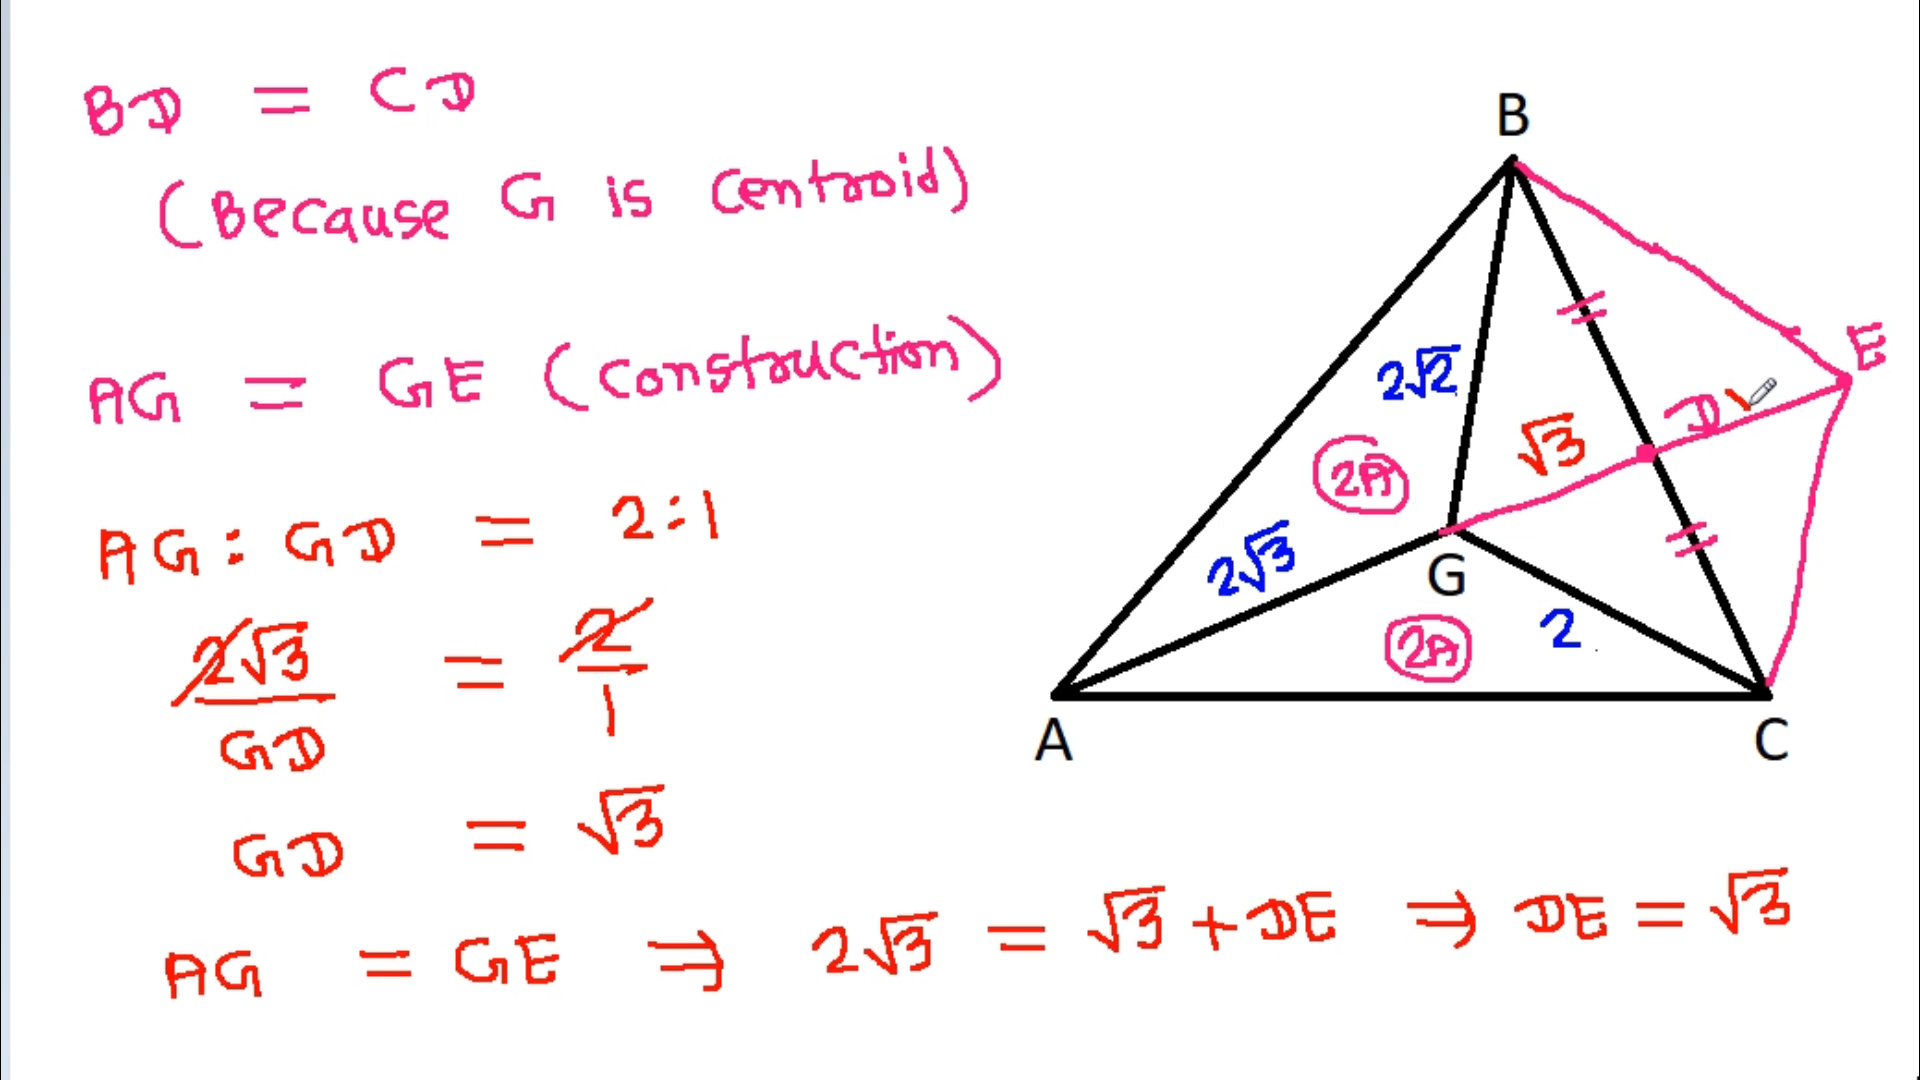 BD = CD
(Because G is centroid)
AG = GE (construction)
AG : GD = 2:1
2√3 / GD = 2 / 1
GD = √3
AG = GE ⇒ 2√3 = √3 + DE ⇒ DE = √3
B
E
2√2
D
√3
2A
2√3
G
2
2A
A
C